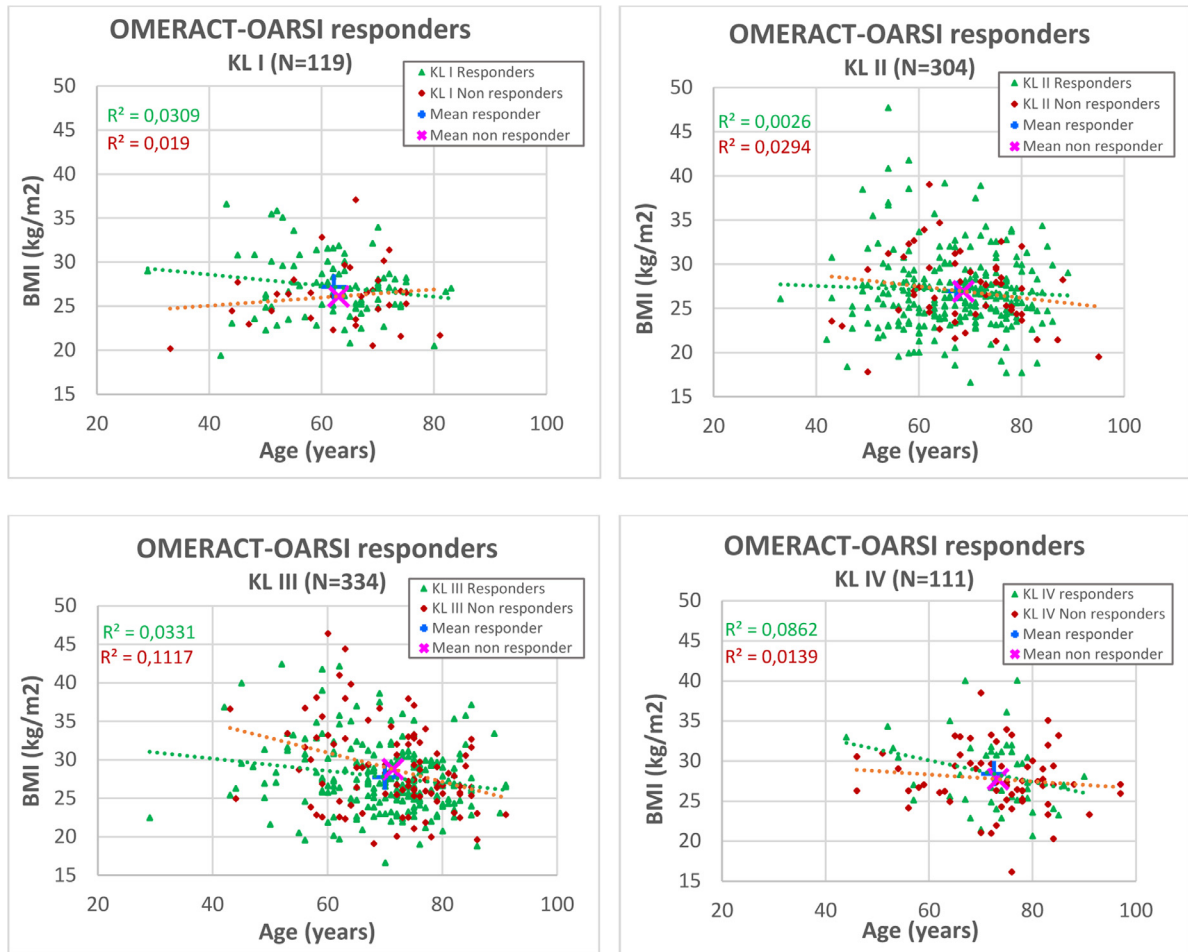 OMERACT-OARSI responders
KL I (N=119)
KL I Responders
KL I Non responders
Mean responder
Mean non responder
R² = 0,0309
R² = 0,019
BMI (kg/m2)
50
45
40
35
30
25
20
15
20 40 60 80 100
Age (years)
OMERACT-OARSI responders
KL II (N=304)
KL II Responders
KL II Non responders
Mean responder
Mean non responder
R² = 0,0026
R² = 0,0294
BMI (kg/m2)
50
45
40
35
30
25
20
15
20 40 60 80 100
Age (years)
OMERACT-OARSI responders
KL III (N=334)
KL III Responders
KL III Non responders
Mean responder
Mean non responder
R² = 0,0331
R² = 0,1117
BMI (kg/m2)
50
45
40
35
30
25
20
15
20 40 60 80 100
Age (years)
OMERACT-OARSI responders
KL IV (N=111)
KL IV responders
KL IV Non responders
Mean responder
Mean non responder
R² = 0,0862
R² = 0,0139
BMI (kg/m2)
50
45
40
35
30
25
20
15
20 40 60 80 100
Age (years)